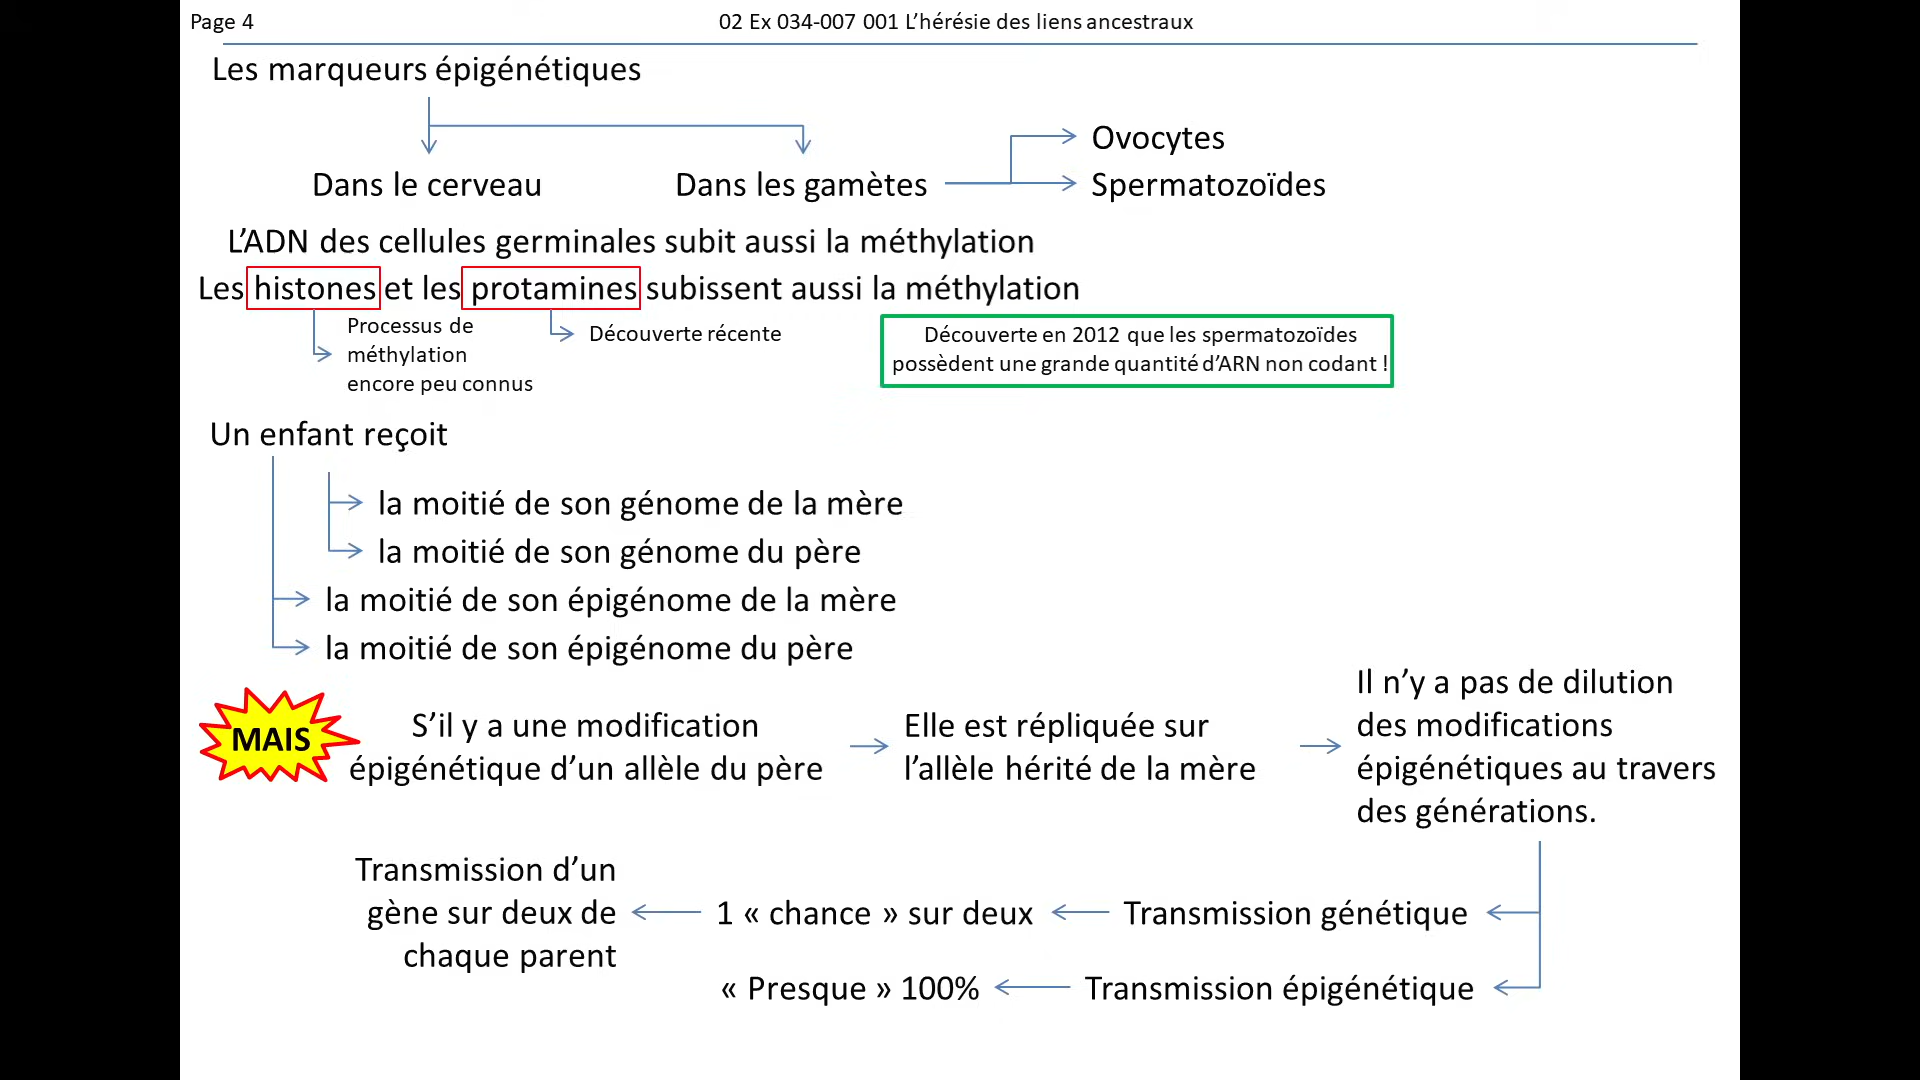 Page 4
02 Ex 034-007 001 L’hérésie des liens ancestraux
Les marqueurs épigénétiques
Ovocytes
Dans le cerveau
Dans les gamètes
Spermatozoïdes
L’ADN des cellules germinales subit aussi la méthylation
Les histones et les protamines subissent aussi la méthylation
Processus de
méthylation
encore peu connus
Découverte récente
Découverte en 2012 que les spermatozoïdes
possèdent une grande quantité d’ARN non codant !
Un enfant reçoit
la moitié de son génome de la mère
la moitié de son génome du père
la moitié de son épigénome de la mère
la moitié de son épigénome du père
MAIS
S’il y a une modification
épigénétique d’un allèle du père
Elle est répliquée sur
l’allèle hérité de la mère
Il n’y a pas de dilution
des modifications
épigénétiques au travers
des générations.
Transmission d’un
gène sur deux de
chaque parent
1 « chance » sur deux
Transmission génétique
« Presque » 100%
Transmission épigénétique